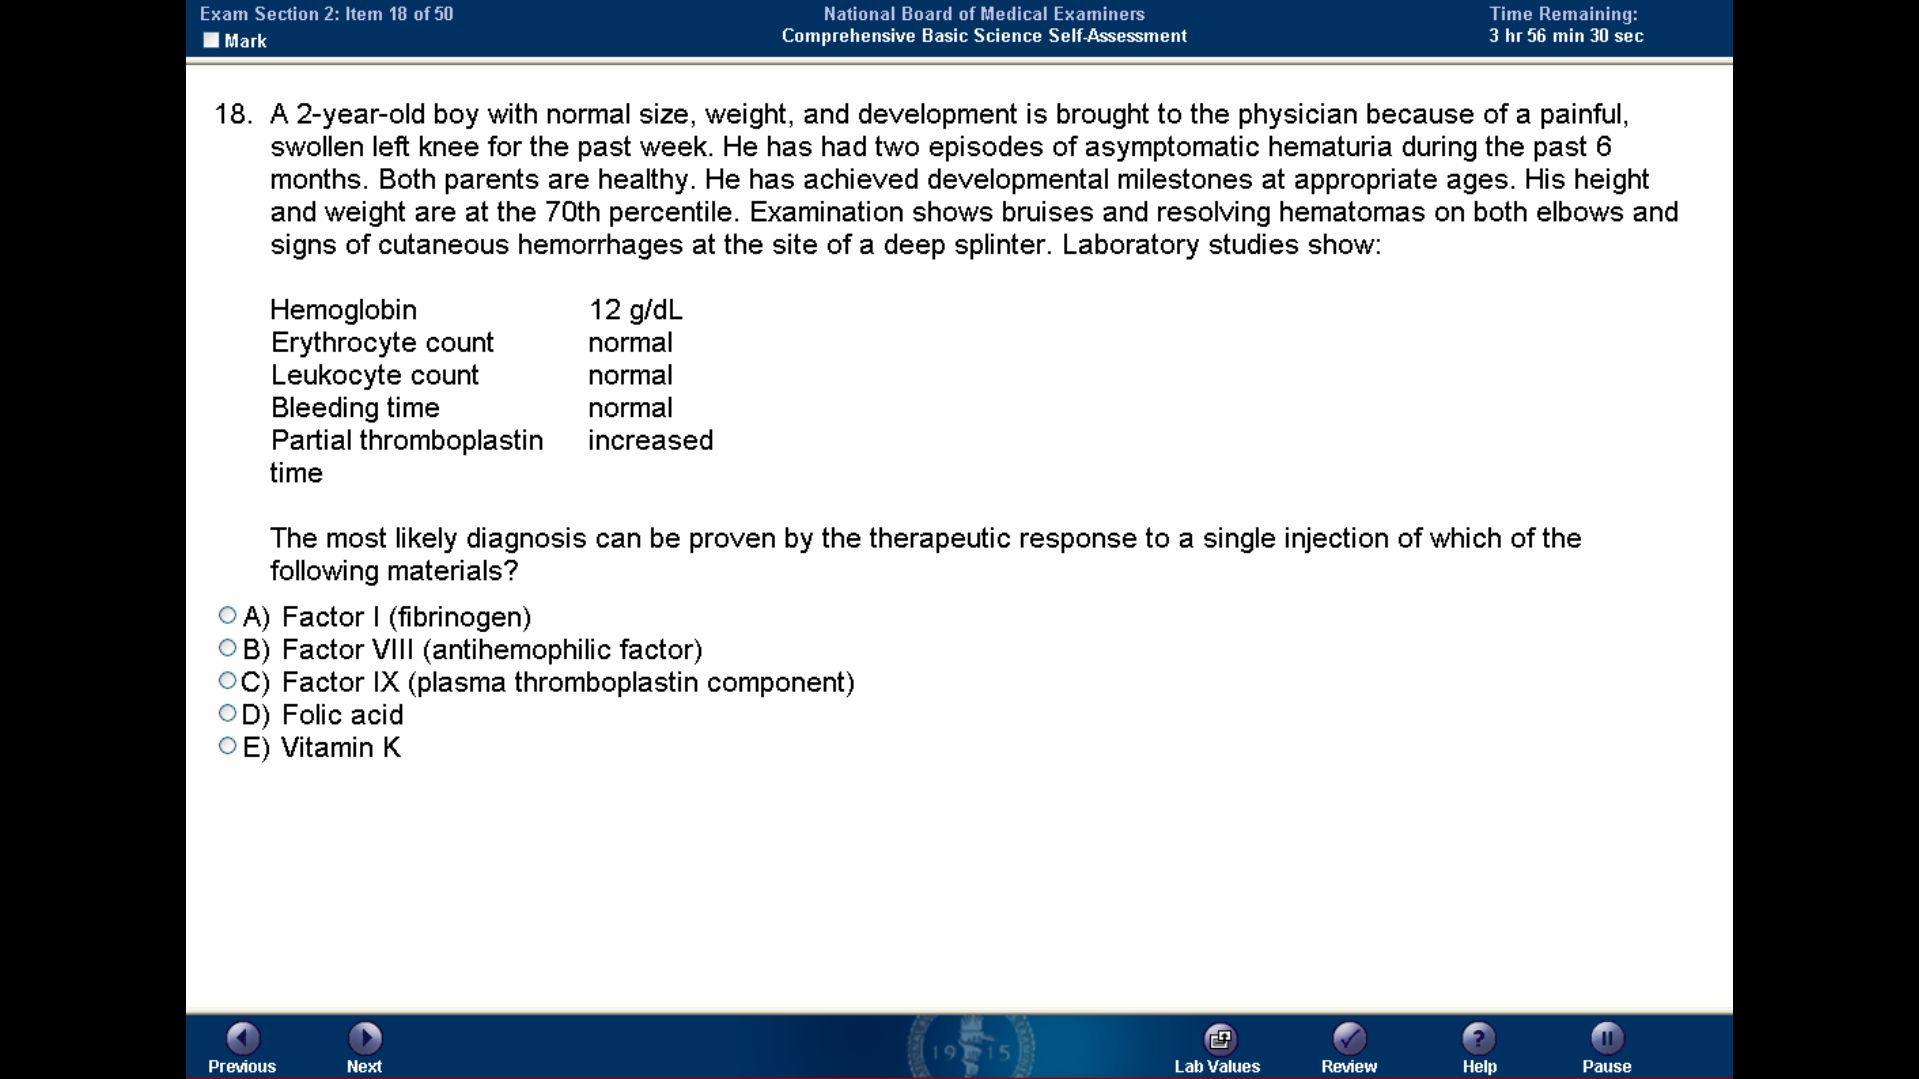 Exam Section 2: Item 18 of 50
National Board of Medical Examiners
Time Remaining:
Mark
Comprehensive Basic Science Self-Assessment
3 hr 56 min 30 sec
18. A 2-year-old boy with normal size, weight, and development is brought to the physician because of a painful,
swollen left knee for the past week. He has had two episodes of asymptomatic hematuria during the past 6
months. Both parents are healthy. He has achieved developmental milestones at appropriate ages. His height
and weight are at the 70th percentile. Examination shows bruises and resolving hematomas on both elbows and
signs of cutaneous hemorrhages at the site of a deep splinter. Laboratory studies show:
Hemoglobin 12 g/dL
Erythrocyte count normal
Leukocyte count normal
Bleeding time normal
Partial thromboplastin increased
time
The most likely diagnosis can be proven by the therapeutic response to a single injection of which of the
following materials?
A) Factor I (fibrinogen)
B) Factor VIII (antihemophilic factor)
C) Factor IX (plasma thromboplastin component)
D) Folic acid
E) Vitamin K
1915
Previous
Next
Lab Values
Review
Help
Pause